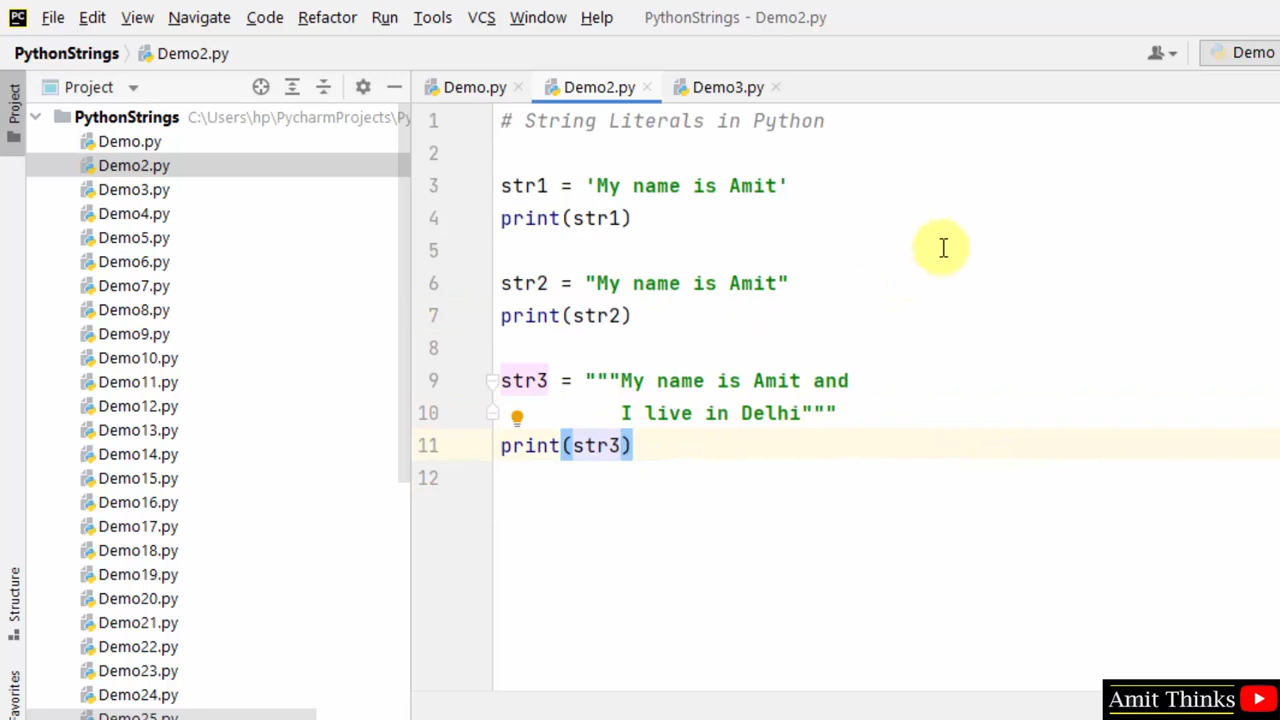 PC File Edit View Navigate Code Refactor Run Tools VCS Window Help PythonStrings - Demo2.py
PythonStrings Demo2.py Demo
Project
Project
Demo.py Demo2.py Demo3.py
PythonStrings C:\Users\hp\PycharmProjects\Py
Demo.py
Demo2.py
Demo3.py
Demo4.py
Demo5.py
Demo6.py
Demo7.py
Demo8.py
Demo9.py
Demo10.py
Demo11.py
Demo12.py
Demo13.py
Demo14.py
Demo15.py
Demo16.py
Demo17.py
Demo18.py
Demo19.py
Demo20.py
Demo21.py
Demo22.py
Demo23.py
Demo24.py
Demo25.py
Structure
Favorites
1 # String Literals in Python
2
3 str1 = 'My name is Amit'
4 print(str1)
5
6 str2 = "My name is Amit"
7 print(str2)
8
9 str3 = """My name is Amit and
10 I live in Delhi"""
11 print(str3)
12
Amit Thinks